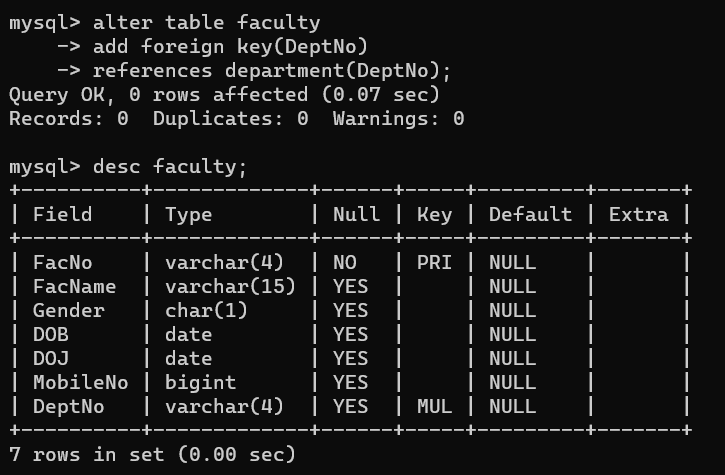 mysql> alter table faculty
    -> add foreign key(DeptNo)
    -> references department(DeptNo);
Query OK, 0 rows affected (0.07 sec)
Records: 0  Duplicates: 0  Warnings: 0

mysql> desc faculty;
+----------+-------------+------+-----+---------+-------+
| Field    | Type        | Null | Key | Default | Extra |
+----------+-------------+------+-----+---------+-------+
| FacNo    | varchar(4)  | NO   | PRI | NULL    |       |
| FacName  | varchar(15) | YES  |     | NULL    |       |
| Gender   | char(1)     | YES  |     | NULL    |       |
| DOB      | date        | YES  |     | NULL    |       |
| DOJ      | date        | YES  |     | NULL    |       |
| MobileNo | bigint      | YES  |     | NULL    |       |
| DeptNo   | varchar(4)  | YES  | MUL | NULL    |       |
+----------+-------------+------+-----+---------+-------+
7 rows in set (0.00 sec)